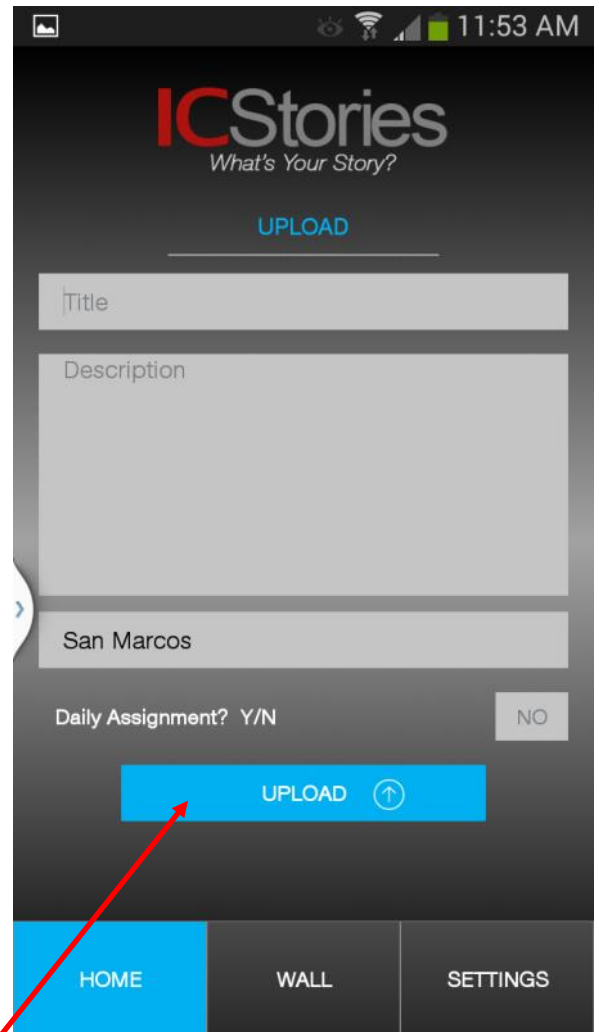 11:53 AM
ICStories
What's Your Story?
UPLOAD
Title
Description
San Marcos
Daily Assignment? Y/N NO
UPLOAD
HOME WALL SETTINGS